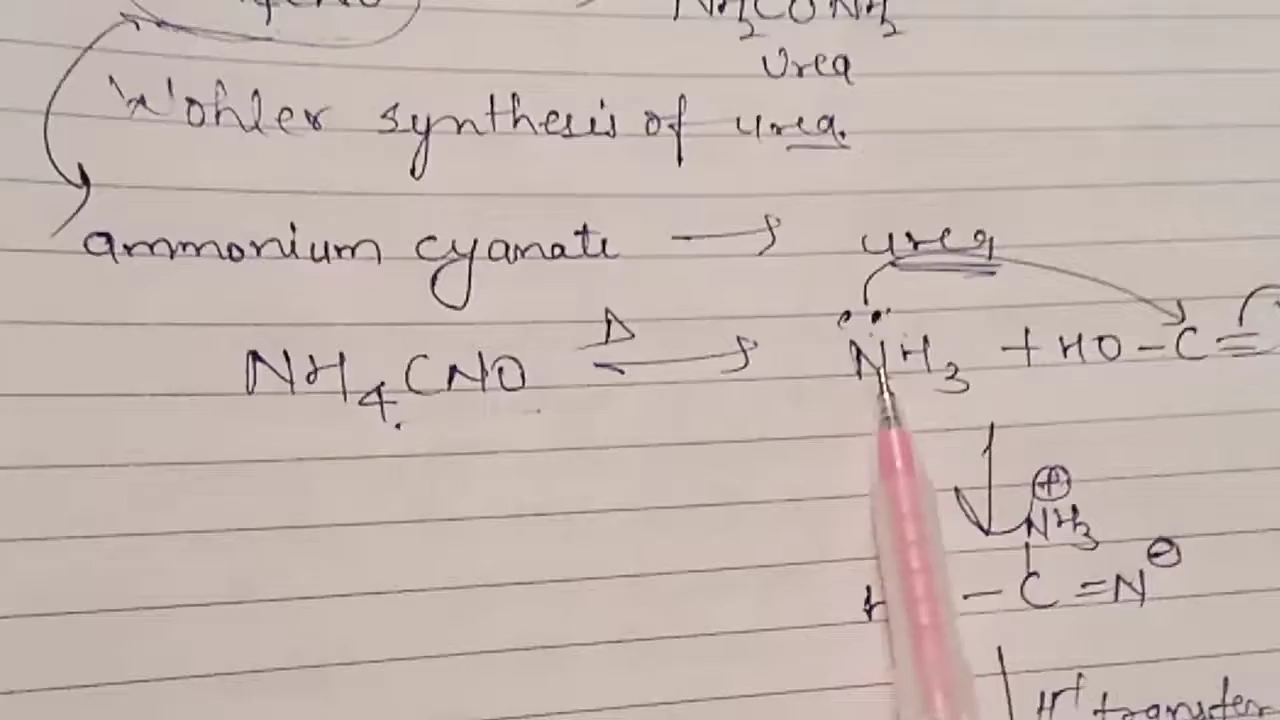 NH2CONH2
Urea
Wohler synthesis of urea.
ammonium cyanate → urea
NH4CNO ⇌ Δ :NH3 + HO-C≡
⊕
NH3
-C=N⊖
H+ transfer